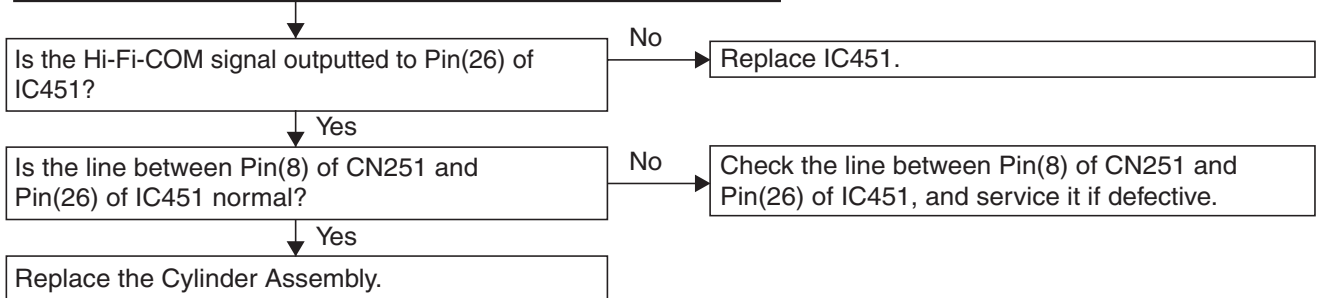 Is the Hi-Fi-COM signal outputted to Pin(26) of
IC451?
No
Replace IC451.
Yes
Is the line between Pin(8) of CN251 and
Pin(26) of IC451 normal?
No
Check the line between Pin(8) of CN251 and
Pin(26) of IC451, and service it if defective.
Yes
Replace the Cylinder Assembly.